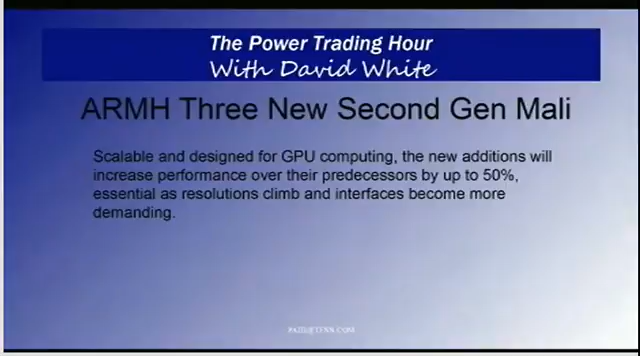 The Power Trading Hour
With David White
ARMH Three New Second Gen Mali
Scalable and designed for GPU computing, the new additions will
increase performance over their predecessors by up to 50%,
essential as resolutions climb and interfaces become more
demanding.